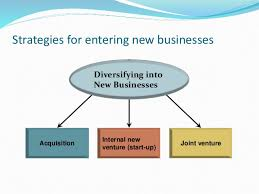 Strategies for entering new businesses
Diversifying into
New Businesses
Acquisition
Internal new
venture (start-up)
Joint venture